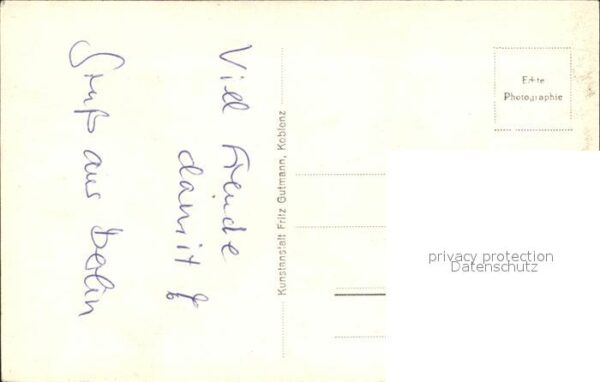 Viel Freude
damit
Gruß aus Berlin
Kunstanstalt Fritz Gutmann, Koblenz
Echte
Photographie
privacy protection
Datenschutz